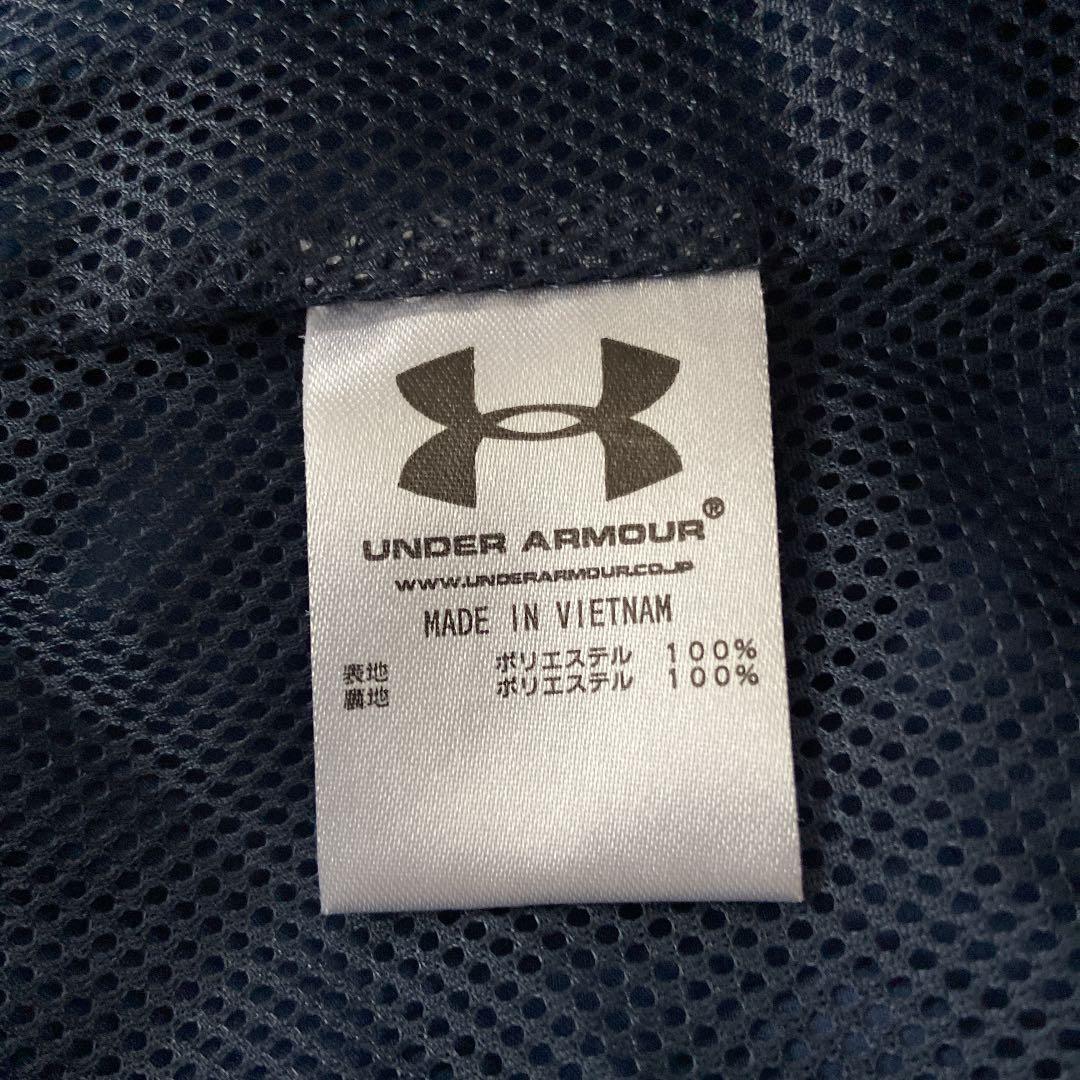 UNDER ARMOUR®
WWW.UNDERARMOUR.CO.JP
MADE IN VIETNAM
表地 ポリエステル 100%
裏地 ポリエステル 100%